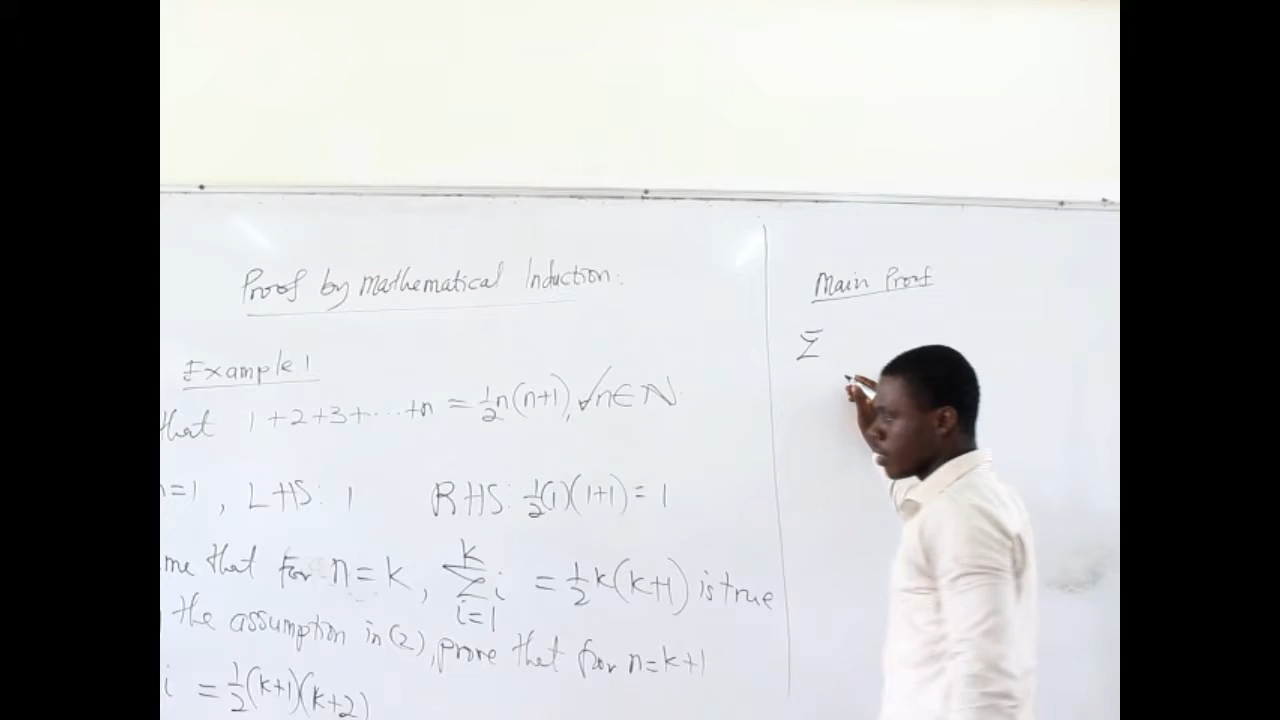 Proof by Mathematical Induction:
Example 1
that 1+2+3+...+n = ½n(n+1), ∀n∈ℕ
n=1, LHS: 1 RHS: ½(1)(1+1) = 1
me that for n=k, ∑_{i=1}^{k} i = ½k(k+1) is true
the assumption in (2), prove that for n=k+1
i = ½(k+1)(k+2)
Main Proof
∑